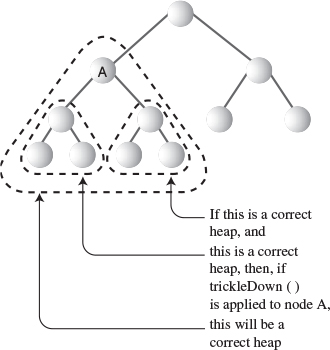 A
If this is a correct
heap, and
this is a correct
heap, then, if
trickleDown ( )
is applied to node A,
this will be a
correct heap